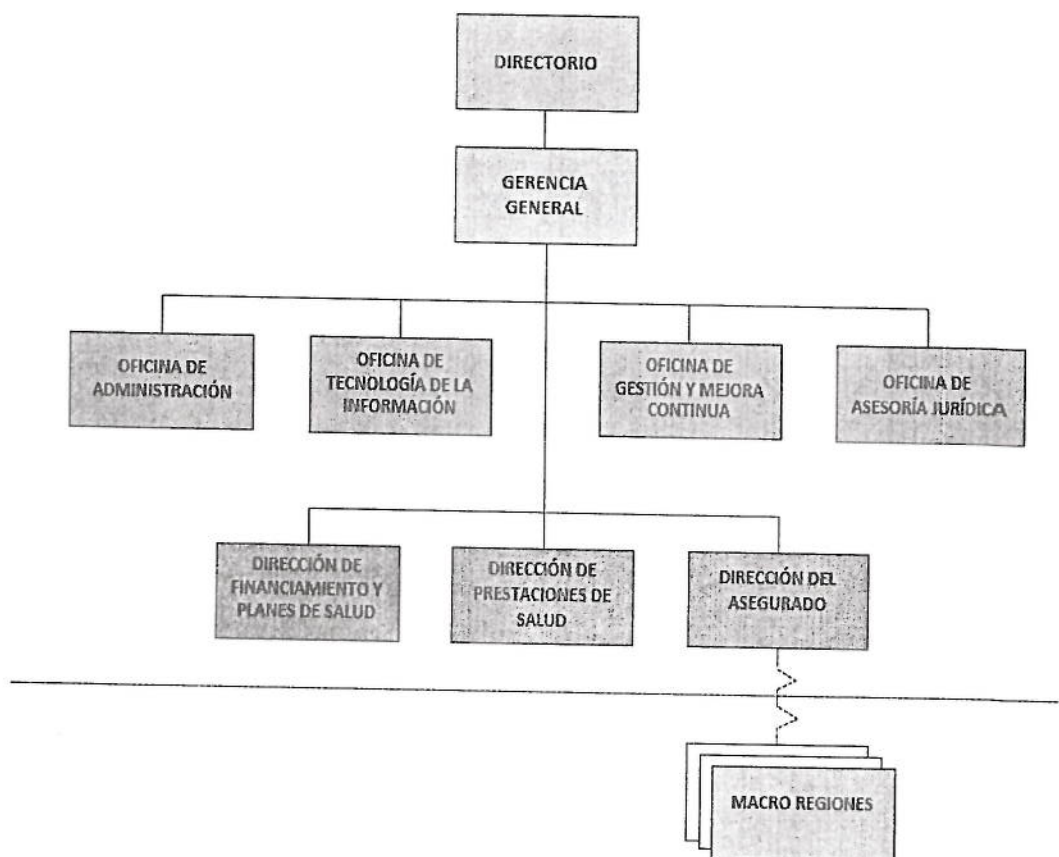 DIRECTORIO
GERENCIA
GENERAL
OFICINA DE
ADMINISTRACIÓN
OFICINA DE
TECNOLOGÍA DE LA
INFORMACIÓN
OFICINA DE
GESTIÓN Y MEJORA
CONTINUA
OFICINA DE
ASESORÍA JURÍDICA
DIRECCIÓN DE
FINANCIAMIENTO Y
PLANES DE SALUD
DIRECCIÓN DE
PRESTACIONES DE
SALUD
DIRECCIÓN DEL
ASEGURADO
MACRO REGIONES